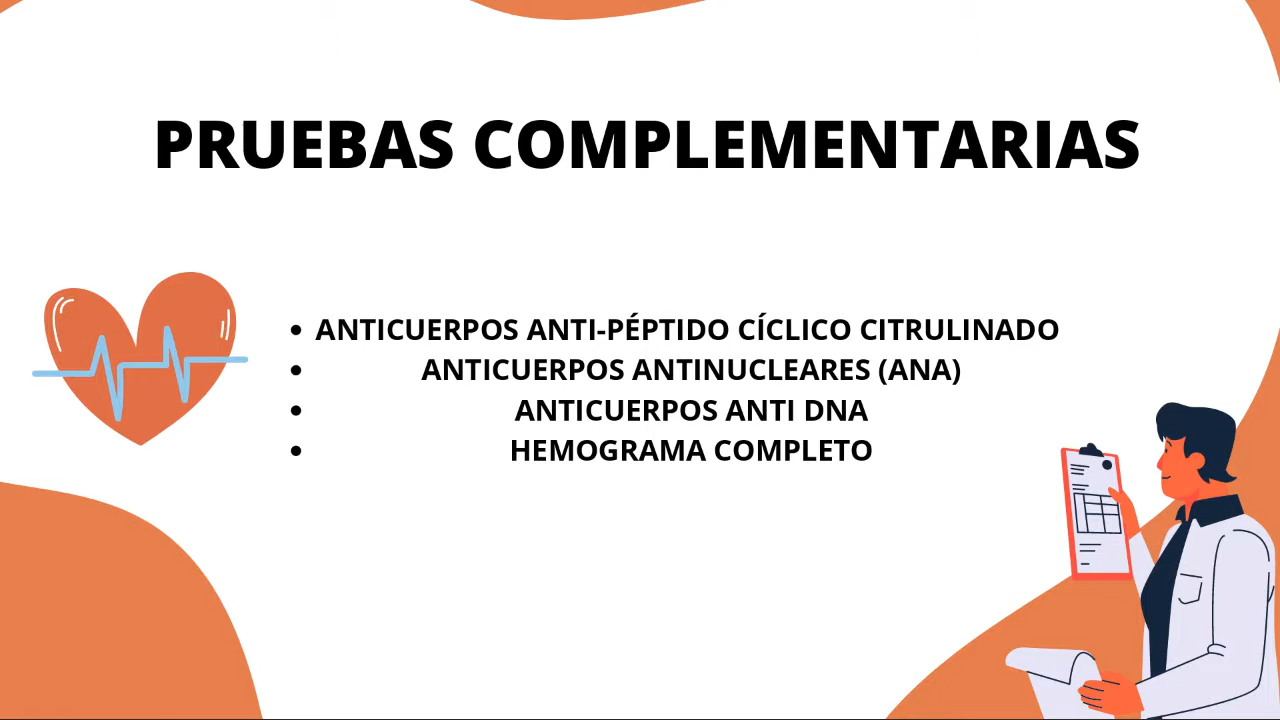 PRUEBAS COMPLEMENTARIAS
• ANTICUERPOS ANTI-PÉPTIDO CÍCLICO CITRULINADO
• ANTICUERPOS ANTINUCLEARES (ANA)
• ANTICUERPOS ANTI DNA
• HEMOGRAMA COMPLETO